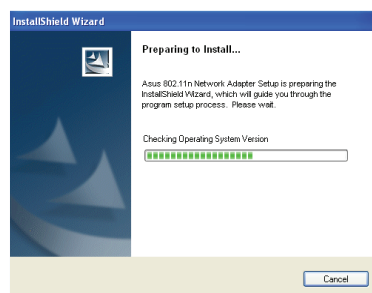 InstallShield Wizard
Preparing to Install...
Asus 802.11n Network Adapter Setup is preparing the
InstallShield Wizard, which will guide you through the
program setup process. Please wait.
Checking Operating System Version
Cancel